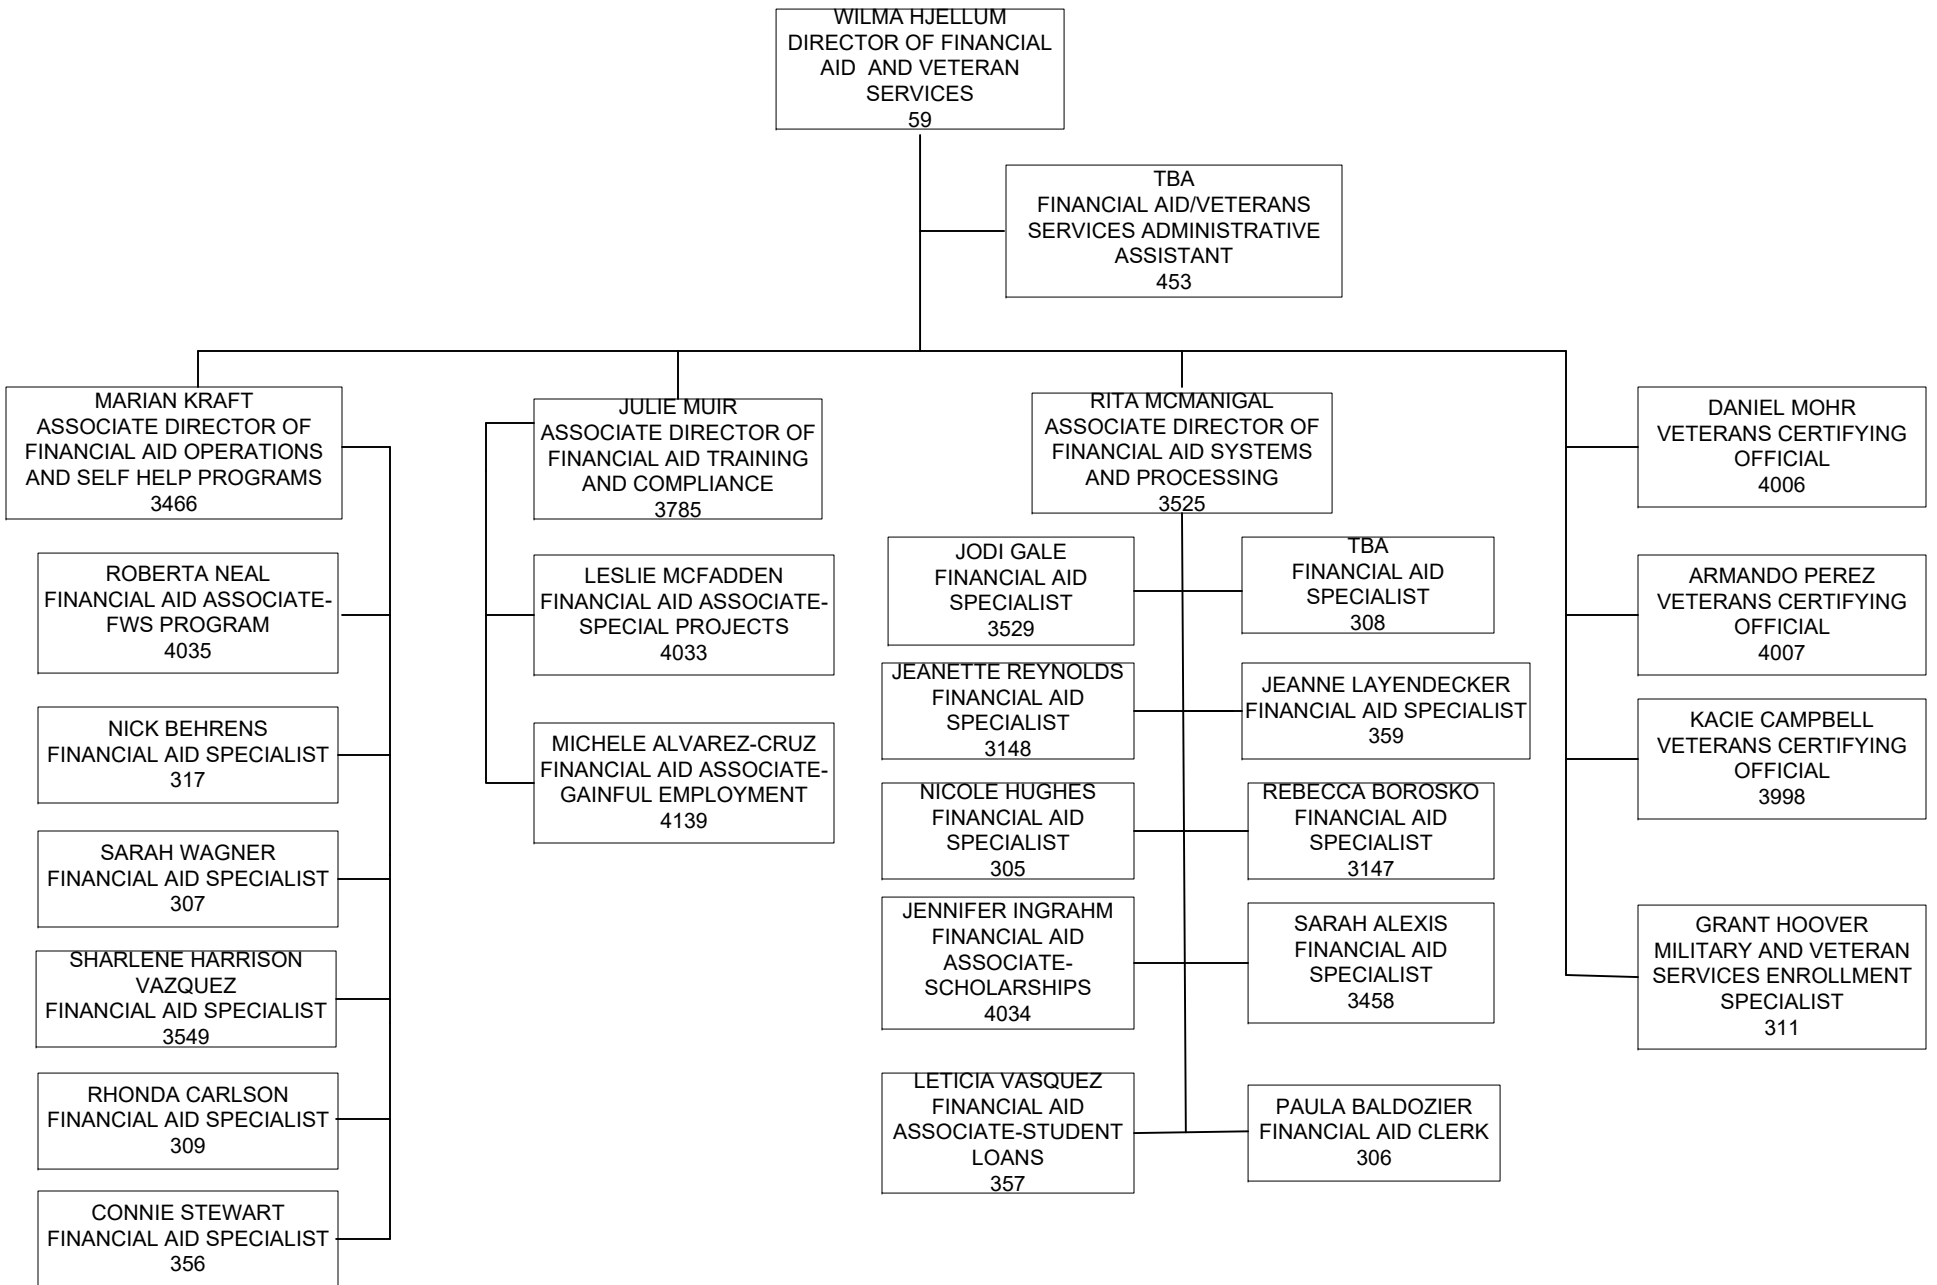 WILMA HJELLUM
DIRECTOR OF FINANCIAL
AID AND VETERAN
SERVICES
59
TBA
FINANCIAL AID/VETERANS
SERVICES ADMINISTRATIVE
ASSISTANT
453
MARIAN KRAFT
ASSOCIATE DIRECTOR OF
FINANCIAL AID OPERATIONS
AND SELF HELP PROGRAMS
3466
ROBERTA NEAL
FINANCIAL AID ASSOCIATE-
FWS PROGRAM
4035
NICK BEHRENS
FINANCIAL AID SPECIALIST
317
SARAH WAGNER
FINANCIAL AID SPECIALIST
307
SHARLENE HARRISON
VAZQUEZ
FINANCIAL AID SPECIALIST
3549
RHONDA CARLSON
FINANCIAL AID SPECIALIST
309
CONNIE STEWART
FINANCIAL AID SPECIALIST
356
JULIE MUIR
ASSOCIATE DIRECTOR OF
FINANCIAL AID TRAINING
AND COMPLIANCE
3785
LESLIE MCFADDEN
FINANCIAL AID ASSOCIATE-
SPECIAL PROJECTS
4033
MICHELE ALVAREZ-CRUZ
FINANCIAL AID ASSOCIATE-
GAINFUL EMPLOYMENT
4139
RITA MCMANIGAL
ASSOCIATE DIRECTOR OF
FINANCIAL AID SYSTEMS
AND PROCESSING
3525
JODI GALE
FINANCIAL AID
SPECIALIST
3529
TBA
FINANCIAL AID
SPECIALIST
308
JEANETTE REYNOLDS
FINANCIAL AID
SPECIALIST
3148
JEANNE LAYENDECKER
FINANCIAL AID SPECIALIST
359
NICOLE HUGHES
FINANCIAL AID
SPECIALIST
305
REBECCA BOROSKO
FINANCIAL AID
SPECIALIST
3147
JENNIFER INGRAHM
FINANCIAL AID
ASSOCIATE-
SCHOLARSHIPS
4034
SARAH ALEXIS
FINANCIAL AID
SPECIALIST
3458
LETICIA VASQUEZ
FINANCIAL AID
ASSOCIATE-STUDENT
LOANS
357
PAULA BALDOZIER
FINANCIAL AID CLERK
306
DANIEL MOHR
VETERANS CERTIFYING
OFFICIAL
4006
ARMANDO PEREZ
VETERANS CERTIFYING
OFFICIAL
4007
KACIE CAMPBELL
VETERANS CERTIFYING
OFFICIAL
3998
GRANT HOOVER
MILITARY AND VETERAN
SERVICES ENROLLMENT
SPECIALIST
311